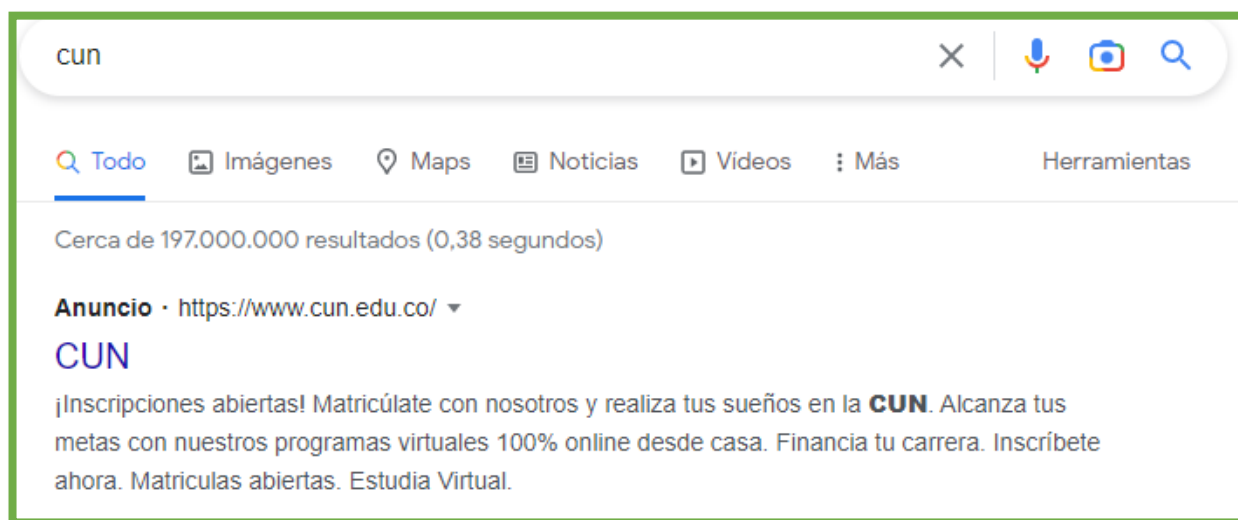 cun
Todo Imágenes Maps Noticias Vídeos Más Herramientas
Cerca de 197.000.000 resultados (0,38 segundos)
Anuncio · https://www.cun.edu.co/
CUN
¡Inscripciones abiertas! Matricúlate con nosotros y realiza tus sueños en la CUN. Alcanza tus
metas con nuestros programas virtuales 100% online desde casa. Financia tu carrera. Inscríbete
ahora. Matriculas abiertas. Estudia Virtual.